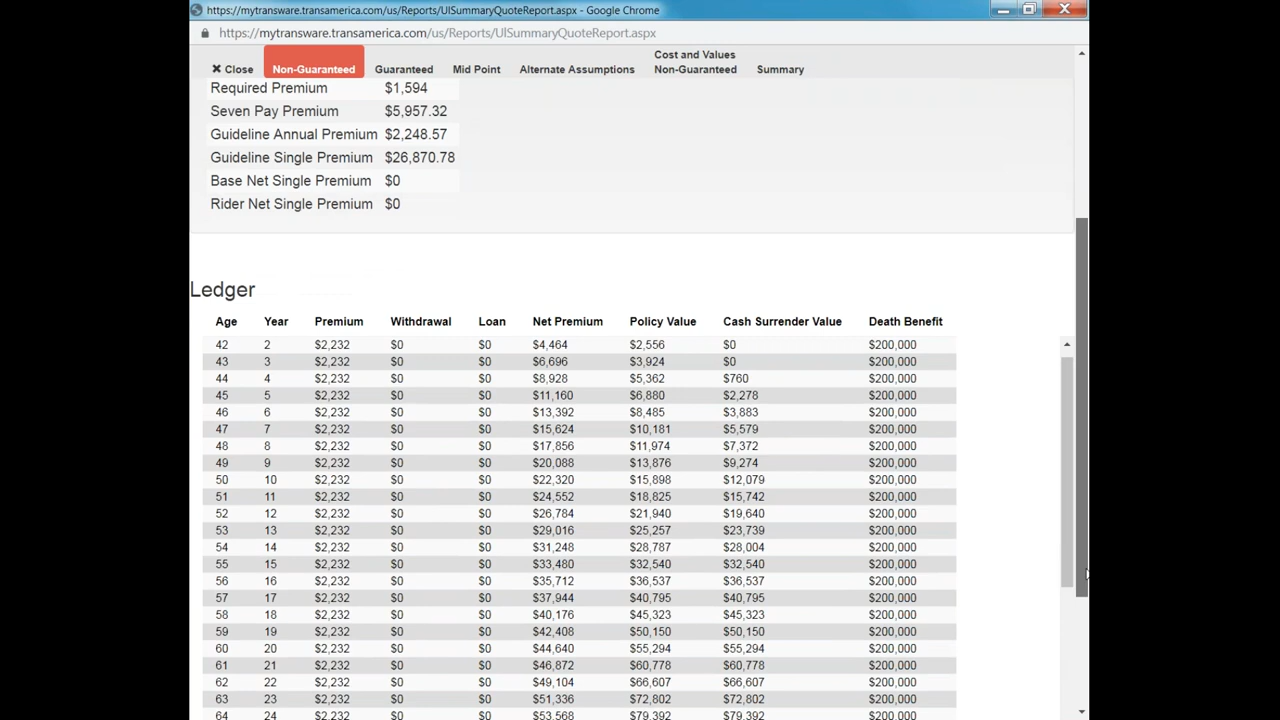 https://mytransware.transamerica.com/us/Reports/UISummaryQuoteReport.aspx - Google Chrome
https://mytransware.transamerica.com/us/Reports/UlSummaryQuoteReport.aspx
Close Non-Guaranteed Guaranteed Mid Point Alternate Assumptions Cost and Values Non-Guaranteed Summary
Required Premium $1,594
Seven Pay Premium $5,957.32
Guideline Annual Premium $2,248.57
Guideline Single Premium $26,870.78
Base Net Single Premium $0
Rider Net Single Premium $0
Ledger
Age Year Premium Withdrawal Loan Net Premium Policy Value Cash Surrender Value Death Benefit
42 2 $2,232 $0 $0 $4,464 $2,556 $0 $200,000
43 3 $2,232 $0 $0 $6,696 $3,924 $0 $200,000
44 4 $2,232 $0 $0 $8,928 $5,362 $760 $200,000
45 5 $2,232 $0 $0 $11,160 $6,880 $2,278 $200,000
46 6 $2,232 $0 $0 $13,392 $8,485 $3,883 $200,000
47 7 $2,232 $0 $0 $15,624 $10,181 $5,579 $200,000
48 8 $2,232 $0 $0 $17,856 $11,974 $7,372 $200,000
49 9 $2,232 $0 $0 $20,088 $13,876 $9,274 $200,000
50 10 $2,232 $0 $0 $22,320 $15,898 $12,079 $200,000
51 11 $2,232 $0 $0 $24,552 $18,825 $15,742 $200,000
52 12 $2,232 $0 $0 $26,784 $21,940 $19,640 $200,000
53 13 $2,232 $0 $0 $29,016 $25,257 $23,739 $200,000
54 14 $2,232 $0 $0 $31,248 $28,787 $28,004 $200,000
55 15 $2,232 $0 $0 $33,480 $32,540 $32,540 $200,000
56 16 $2,232 $0 $0 $35,712 $36,537 $36,537 $200,000
57 17 $2,232 $0 $0 $37,944 $40,795 $40,795 $200,000
58 18 $2,232 $0 $0 $40,176 $45,323 $45,323 $200,000
59 19 $2,232 $0 $0 $42,408 $50,150 $50,150 $200,000
60 20 $2,232 $0 $0 $44,640 $55,294 $55,294 $200,000
61 21 $2,232 $0 $0 $46,872 $60,778 $60,778 $200,000
62 22 $2,232 $0 $0 $49,104 $66,607 $66,607 $200,000
63 23 $2,232 $0 $0 $51,336 $72,802 $72,802 $200,000
64 24 $2,232 $0 $0 $53,568 $79,392 $79,392 $200,000